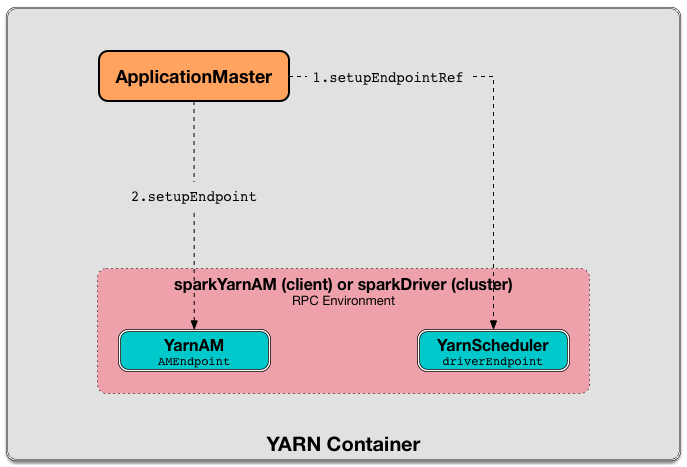 ApplicationMaster
1.setupEndpointRef
2.setupEndpoint
sparkYarnAM (client) or sparkDriver (cluster)
RPC Environment
YarnAM
AMEndpoint
YarnScheduler
driverEndpoint
YARN Container